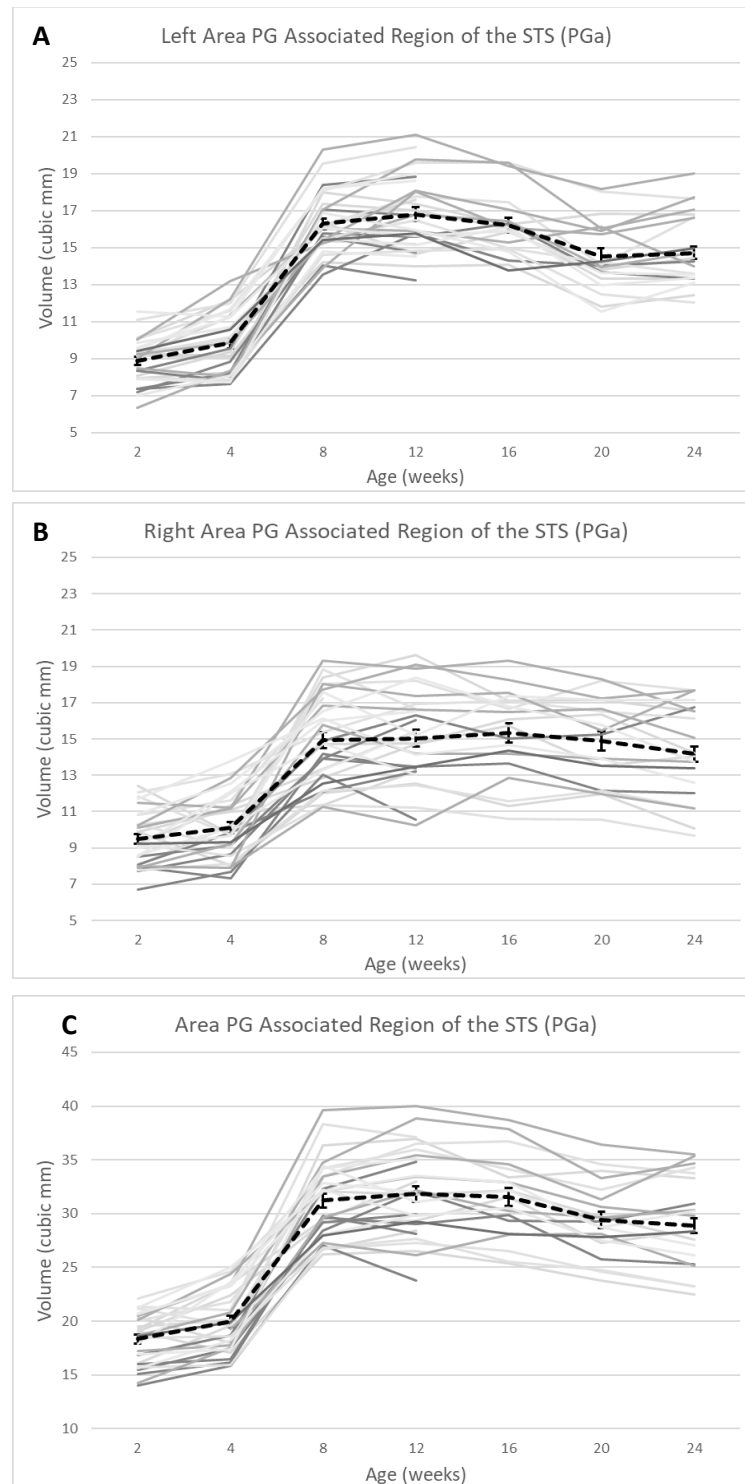 A
Left Area PG Associated Region of the STS (PGa)
25
23
21
19
17
15
13
11
9
7
5
Volume (cubic mm)
2 4 8 12 16 20 24
Age (weeks)
B
Right Area PG Associated Region of the STS (PGa)
25
23
21
19
17
15
13
11
9
7
5
Volume (cubic mm)
2 4 8 12 16 20 24
Age (weeks)
C
Area PG Associated Region of the STS (PGa)
45
40
35
30
25
20
15
10
Volume (cubic mm)
2 4 8 12 16 20 24
Age (weeks)